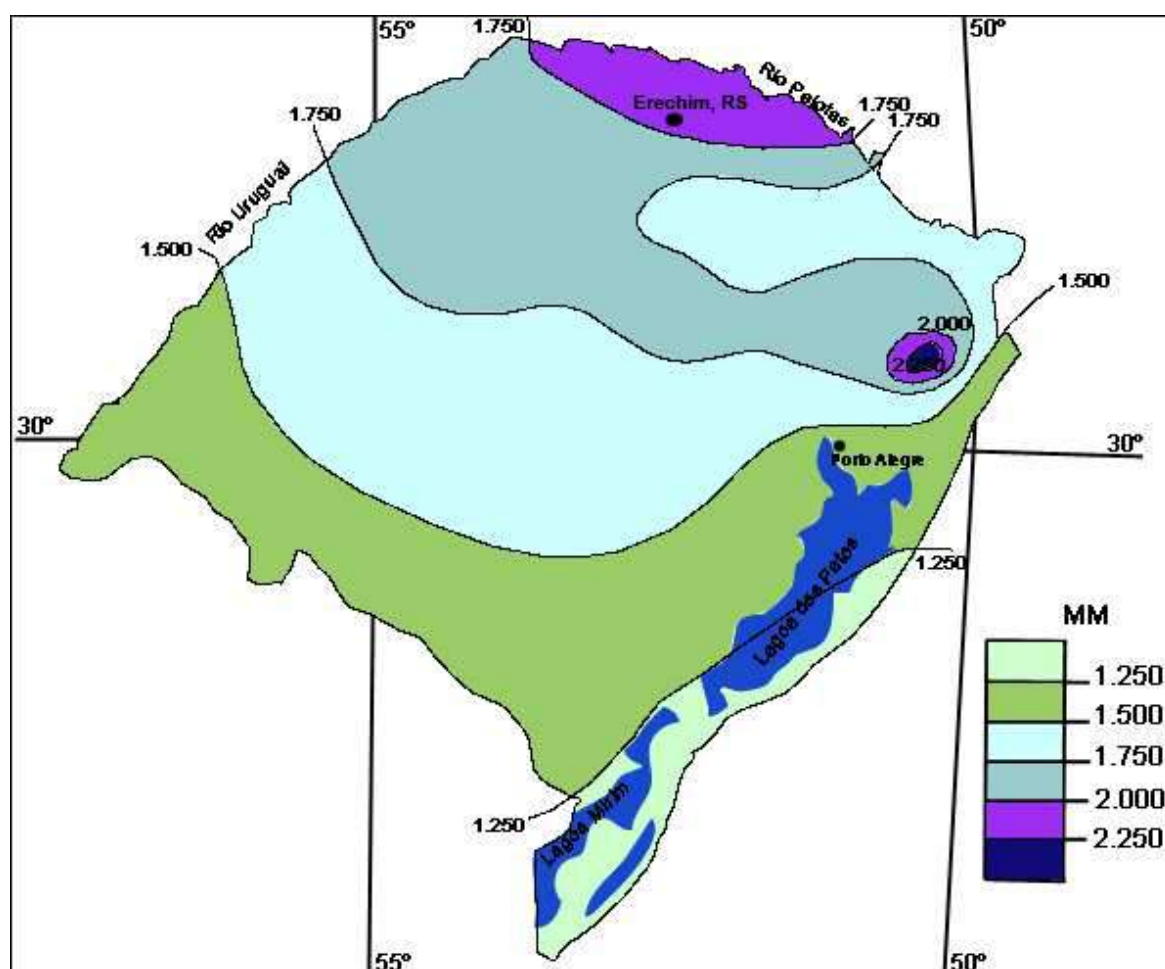 55º
1.750
50º
Rio Pelotas
Erechim, RS
1.750
1.750
1.750
Rio Uruguai
1.500
1.500
2.000
2.250
30º
Porto Alegre
30º
1.250
Lagoa dos Patos
MM
1.250
1.500
1.750
2.000
2.250
1.250
Lagoa Mirim
55º
50º